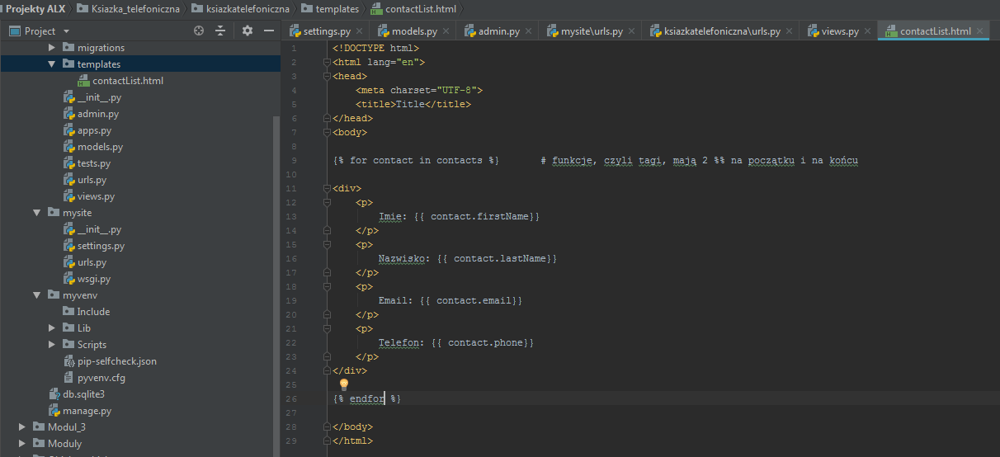 Projekty ALX Ksiazka_telefoniczna ksiazkatelefoniczna templates contactList.html
Project
settings.py models.py admin.py mysite\urls.py ksiazkatelefoniczna\urls.py views.py contactList.html
migrations
templates
contactList.html
__init__.py
admin.py
apps.py
models.py
tests.py
urls.py
views.py
mysite
__init__.py
settings.py
urls.py
wsgi.py
myvenv
Include
Lib
Scripts
pip-selfcheck.json
pyvenv.cfg
db.sqlite3
manage.py
Modul_3
Moduly
1 <!DOCTYPE html>
2 <html lang="en">
3 <head>
4 <meta charset="UTF-8">
5 <title>Title</title>
6 </head>
7 <body>
8
9 {% for contact in contacts %} # funkcje, czyli tagi, mają 2 %% na początku i na końcu
10
11 <div>
12 <p>
13 Imie: {{ contact.firstName}}
14 </p>
15 <p>
16 Nazwisko: {{ contact.lastName}}
17 </p>
18 <p>
19 Email: {{ contact.email}}
20 </p>
21 <p>
22 Telefon: {{ contact.phone}}
23 </p>
24 </div>
25
26 {% endfor %}
27
28 </body>
29 </html>